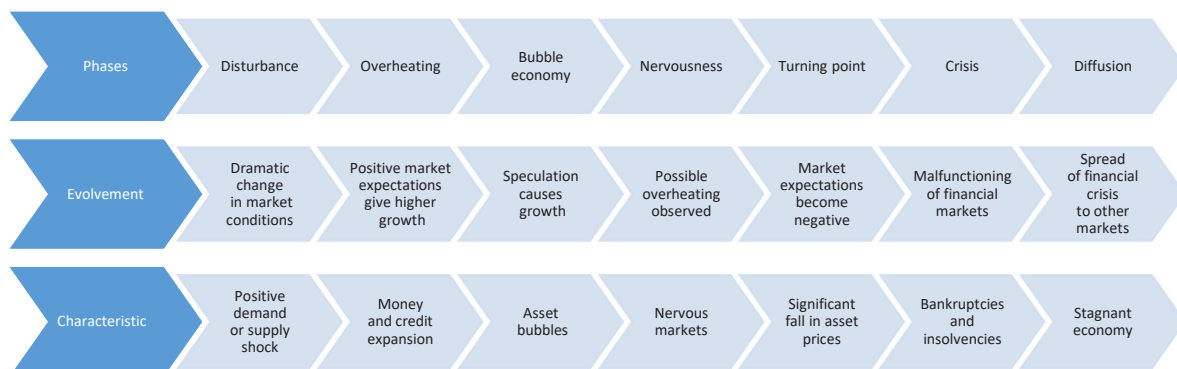 Phases
Disturbance
Overheating
Bubble
economy
Nervousness
Turning point
Crisis
Diffusion
Evolvement
Dramatic
change
in market
conditions
Positive market
expectations
give higher
growth
Speculation
causes
growth
Possible
overheating
observed
Market
expectations
become
negative
Malfunctioning
of financial
markets
Spread
of financial
crisis
to other
markets
Characteristic
Positive
demand
or supply
shock
Money
and credit
expansion
Asset
bubbles
Nervous
markets
Significant
fall in asset
prices
Bankruptcies
and
insolvencies
Stagnant
economy